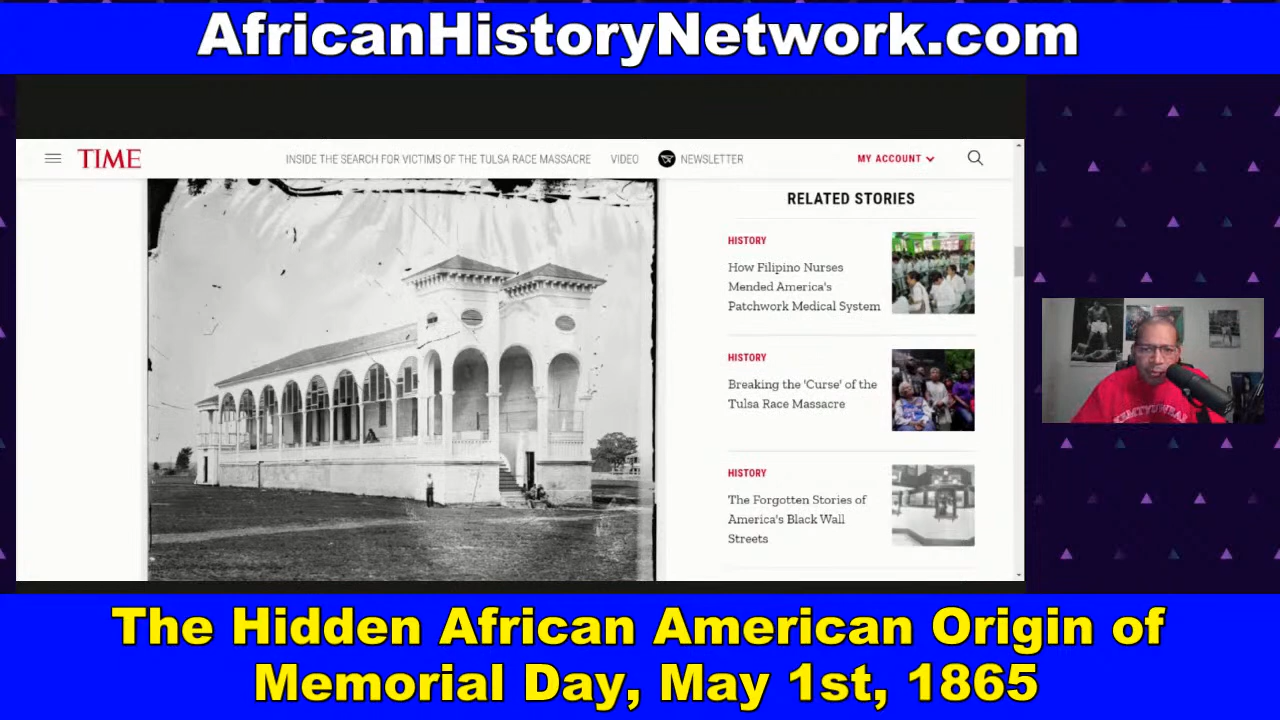 AfricanHistoryNetwork.com
TIME
INSIDE THE SEARCH FOR VICTIMS OF THE TULSA RACE MASSACRE
VIDEO
NEWSLETTER
MY ACCOUNT
RELATED STORIES
HISTORY
How Filipino Nurses
Mended America's
Patchwork Medical System
HISTORY
Breaking the 'Curse' of the
Tulsa Race Massacre
HISTORY
The Forgotten Stories of
America's Black Wall
Streets
The Hidden African American Origin of
Memorial Day, May 1st, 1865